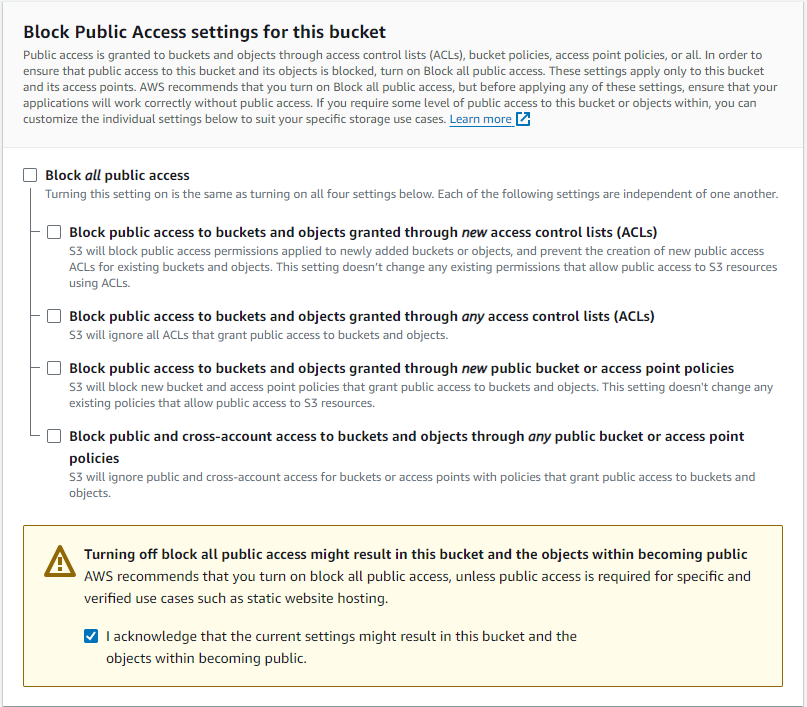 Block Public Access settings for this bucket
Public access is granted to buckets and objects through access control lists (ACLs), bucket policies, access point policies, or all. In order to
ensure that public access to this bucket and its objects is blocked, turn on Block all public access. These settings apply only to this bucket
and its access points. AWS recommends that you turn on Block all public access, but before applying any of these settings, ensure that your
applications will work correctly without public access. If you require some level of public access to this bucket or objects within, you can
customize the individual settings below to suit your specific storage use cases. Learn more
Block all public access
Turning this setting on is the same as turning on all four settings below. Each of the following settings are independent of one another.
Block public access to buckets and objects granted through new access control lists (ACLs)
S3 will block public access permissions applied to newly added buckets or objects, and prevent the creation of new public access
ACLs for existing buckets and objects. This setting doesn't change any existing permissions that allow public access to S3 resources
using ACLs.
Block public access to buckets and objects granted through any access control lists (ACLs)
S3 will ignore all ACLs that grant public access to buckets and objects.
Block public access to buckets and objects granted through new public bucket or access point policies
S3 will block new bucket and access point policies that grant public access to buckets and objects. This setting doesn't change any
existing policies that allow public access to S3 resources.
Block public and cross-account access to buckets and objects through any public bucket or access point
policies
S3 will ignore public and cross-account access for buckets or access points with policies that grant public access to buckets and
objects.
Turning off block all public access might result in this bucket and the objects within becoming public
AWS recommends that you turn on block all public access, unless public access is required for specific and
verified use cases such as static website hosting.
I acknowledge that the current settings might result in this bucket and the
objects within becoming public.